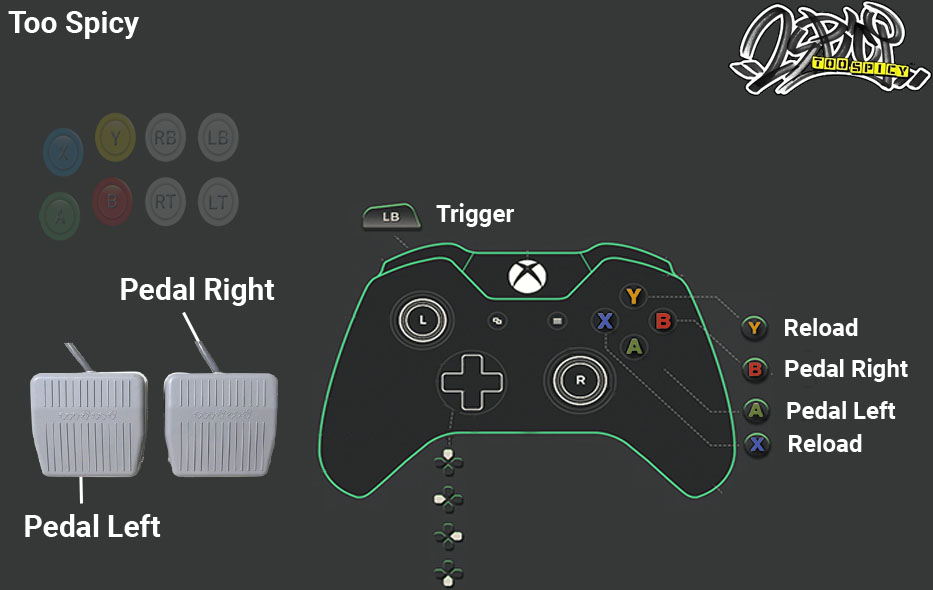 Too Spicy
TOO SPICY
X Y RB LB
A B RT LT
LB Trigger
Pedal Right
L
Y
X B
A
R
Y Reload
B Pedal Right
A Pedal Left
X Reload
Pedal Left